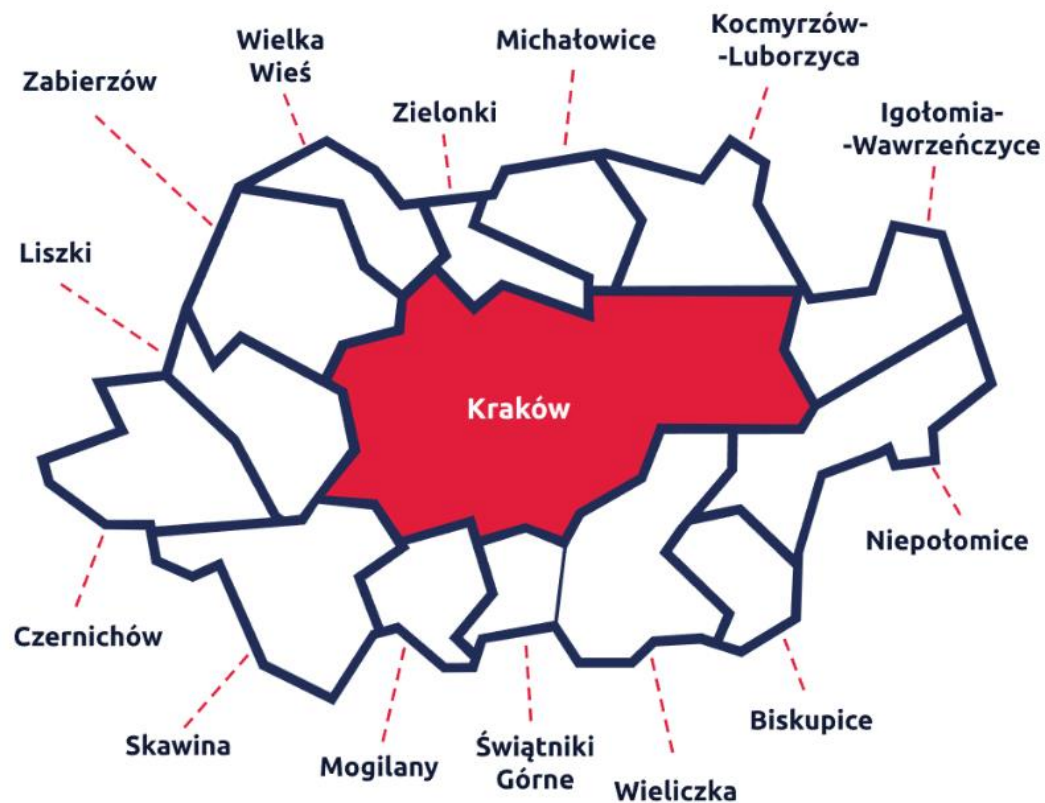 Wielka
Wieś
Michałowice
Kocmyrzów-
-Luborzyca
Zabierzów
Zielonki
Igołomia-
-Wawrzeńczyce
Liszki
Kraków
Niepołomice
Czernichów
Skawina
Mogilany
Świątniki
Górne
Wieliczka
Biskupice